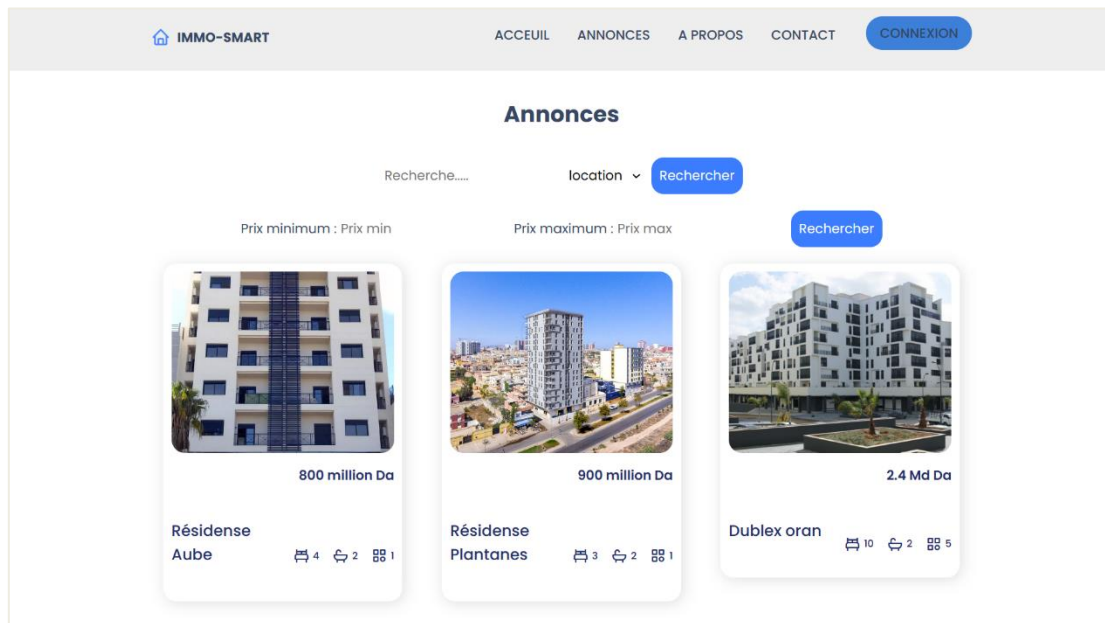 IMMO-SMART ACCEUIL ANNONCES A PROPOS CONTACT CONNEXION
Annonces
Recherche..... location Rechercher
Prix minimum : Prix min Prix maximum : Prix max Rechercher
800 million Da
Résidense
Aube
4 2 1
900 million Da
Résidense
Plantanes
3 2 1
2.4 Md Da
Dublex oran
10 2 5